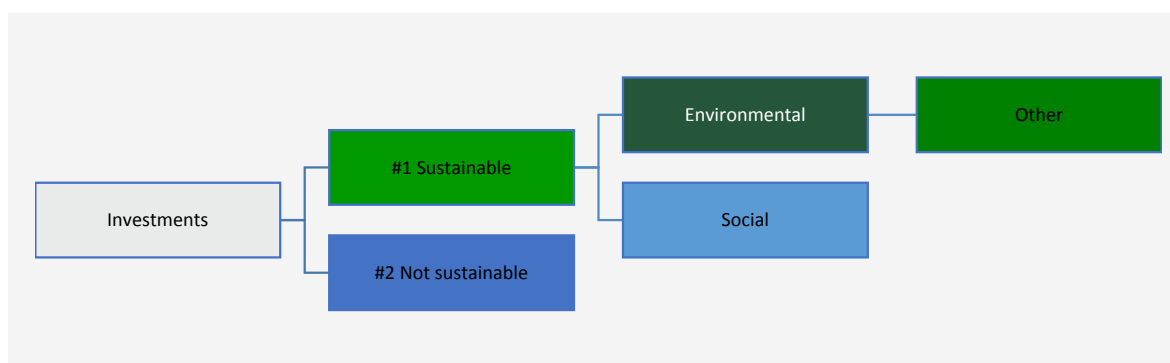 Investments
#1 Sustainable
#2 Not sustainable
Environmental
Social
Other